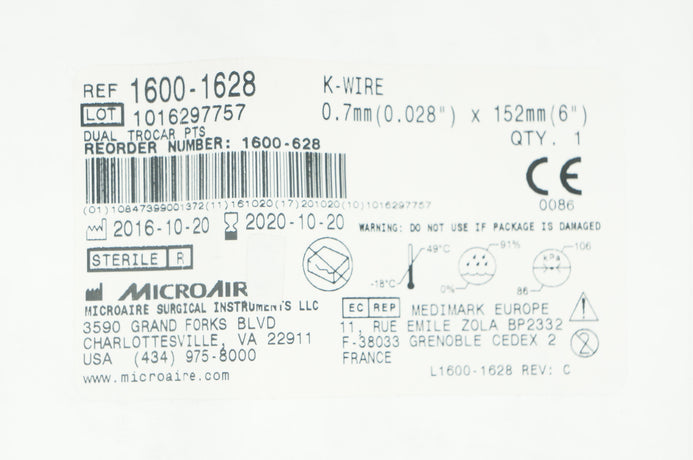 REF 1600-1628
K-WIRE
LOT 1016297757
0.7mm(0.028") x 152mm(6")
DUAL TROCAR PTS
QTY. 1
REORDER NUMBER: 1600-628
CE
0086
(01)10847399001372(11)161020(17)201020(10)1016297757
2016-10-20 2020-10-20
WARNING: DO NOT USE IF PACKAGE IS DAMAGED
STERILE R
-18°C 49°C
0% 91%
kPa
86 106
MICROAIR
MICROAIRE SURGICAL INSTRUMENTS LLC
3590 GRAND FORKS BLVD
CHARLOTTESVILLE, VA 22911
USA (434) 975-8000
www.microaire.com
EC REP MEDIMARK EUROPE
11, RUE EMILE ZOLA BP2332
F-38033 GRENOBLE CEDEX 2
FRANCE
2
L1600-1628 REV: C